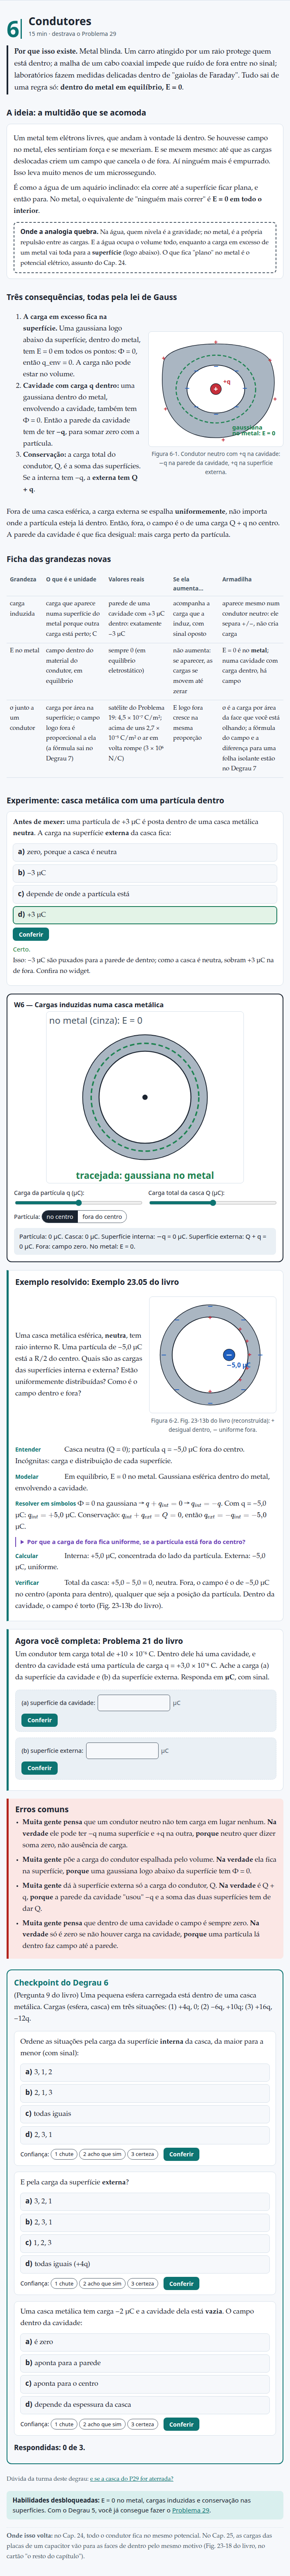 6 Condutores
15 min · destrava o Problema 29
Por que isso existe. Metal blinda. Um carro atingido por um raio protege quem
está dentro; a malha de um cabo coaxial impede que ruído de fora entre no sinal;
laboratórios fazem medidas delicadas dentro de "gaiolas de Faraday". Tudo sai de
uma regra só: dentro do metal em equilíbrio, E = 0.
A ideia: a multidão que se acomoda
Um metal tem elétrons livres, que andam à vontade lá dentro. Se houvesse campo
no metal, eles sentiriam força e se mexeriam. E se mexem mesmo: até que as cargas
deslocadas criem um campo que cancela o de fora. Aí ninguém mais é empurrado.
Isso leva muito menos de um microssegundo.
É como a água de um aquário inclinado: ela corre até a superfície ficar plana, e
então para. No metal, o equivalente de "ninguém mais correr" é E = 0 em todo o
interior.
Onde a analogia quebra. Na água, quem nivela é a gravidade; no metal, é a própria
repulsão entre as cargas. E a água ocupa o volume todo, enquanto a carga em excesso de
um metal vai toda para a superfície (logo abaixo). O que fica "plano" no metal é o
potencial elétrico, assunto do Cap. 24.
Três consequências, todas pela lei de Gauss
1. A carga em excesso fica na
superfície. Uma gaussiana logo
abaixo da superfície, dentro do metal,
tem E = 0 em todos os pontos: Φ = 0,
então q_env = 0. A carga não pode
estar no volume.
2. Cavidade com carga q dentro: uma
gaussiana dentro do metal,
envolvendo a cavidade, também tem
Φ = 0. Então a parede da cavidade
tem de ter −q, para somar zero com a
partícula.
3. Conservação: a carga total do
condutor, Q, é a soma das superfícies.
Se a interna tem −q, a externa tem Q
+ q.
+q
gaussiana
no metal: E = 0
Figura 6-1. Condutor neutro com +q na cavidade:
−q na parede da cavidade, +q na superfície
externa.
Fora de uma casca esférica, a carga externa se espalha uniformemente, não importa
onde a partícula esteja lá dentro. Então, fora, o campo é o de uma carga Q + q no centro.
A parede da cavidade é que fica desigual: mais carga perto da partícula.
Ficha das grandezas novas
Grandeza O que é e unidade Valores reais Se ela aumenta… Armadilha
carga induzida carga que aparece numa superfície do metal porque outra carga está perto; C parede de cavidade com +3 μC dentro: exatamente −3 μC acompanha a carga que a induz, com sinal oposto aparece mesmo num condutor neutro: ele separa +/−, não cria carga
E no metal campo dentro do material do condutor, em equilíbrio sempre 0 (em equilíbrio eletrostático) não aumenta: se aparecer, as cargas se movem até zerar E = 0 é no metal; numa cavidade com carga dentro, há campo
σ junto a um condutor carga por área na superfície; o campo logo fora é proporcional a ela (a fórmula sai no Degrau 7) satélite do Problema 19: 4,5 × 10⁻⁷ C/m²; acima de uns 2,7 × 10⁻⁵ C/m² o ar em volta rompe (3 × 10⁶ N/C) E logo fora cresce na mesma proporção σ é a carga por área da face que você está olhando; a fórmula do campo e a diferença para uma folha isolante estão no Degrau 7
Experimente: casca metálica com uma partícula dentro
Antes de mexer: uma partícula de +3 μC é posta dentro de uma casca metálica
neutra. A carga na superfície externa da casca fica:
a) zero, porque a casca é neutra
b) −3 μC
c) depende de onde a partícula está
d) +3 μC
Conferir
Certo.
Isso: −3 μC são puxados para a parede de dentro; como a casca é neutra, sobram +3 μC na
de fora. Confira no widget.
W6 — Cargas induzidas numa casca metálica
no metal (cinza): E = 0
tracejada: gaussiana no metal
Carga da partícula q (μC): Carga total da casca Q (μC):
Partícula: no centro fora do centro
Partícula: 0 μC. Casca: 0 μC. Superfície interna: −q = 0 μC. Superfície externa: Q + q =
0 μC. Fora: campo zero. No metal: E = 0.
Exemplo resolvido: Exemplo 23.05 do livro
Uma casca metálica esférica, neutra, tem
raio interno R. Uma partícula de −5,0 μC
está a R/2 do centro. Quais são as cargas
das superfícies interna e externa? Estão
uniformemente distribuídas? Como é o
campo dentro e fora?
−5,0 μC
Figura 6-2. Fig. 23-13b do livro (reconstruída): +
desigual dentro, − uniforme fora.
Entender Casca neutra (Q = 0); partícula q = −5,0 μC fora do centro.
Incógnitas: carga e distribuição de cada superfície.
Modelar Em equilíbrio, E = 0 no metal. Gaussiana esférica dentro do metal,
envolvendo a cavidade.
Resolver em símbolos Φ = 0 na gaussiana → q + q_int = 0 → q_int = −q. Com q = −5,0
μC: q_int = +5,0 μC. Conservação: q_int + q_ext = Q = 0, então q_ext = −q_int = −5,0
μC.
▸ Por que a carga de fora fica uniforme, se a partícula está fora do centro?
Calcular Interna: +5,0 μC, concentrada do lado da partícula. Externa: −5,0
μC, uniforme.
Verificar Total da casca: +5,0 − 5,0 = 0, neutra. Fora, o campo é o de −5,0 μC
no centro (aponta para dentro), qualquer que seja a posição da partícula. Dentro da
cavidade, o campo é torto (Fig. 23-13b do livro).
Agora você completa: Problema 21 do livro
Um condutor tem carga total de +10 × 10⁻⁶ C. Dentro dele há uma cavidade, e
dentro da cavidade está uma partícula de carga q = +3,0 × 10⁻⁶ C. Ache a carga (a)
da superfície da cavidade e (b) da superfície externa. Responda em μC, com sinal.
(a) superfície da cavidade: μC
Conferir
(b) superfície externa: μC
Conferir
Erros comuns
• Muita gente pensa que um condutor neutro não tem carga em lugar nenhum. Na
verdade ele pode ter −q numa superfície e +q na outra, porque neutro quer dizer
soma zero, não ausência de carga.
• Muita gente põe a carga do condutor espalhada pelo volume. Na verdade ela fica
na superfície, porque uma gaussiana logo abaixo da superfície tem Φ = 0.
• Muita gente dá à superfície externa só a carga do condutor, Q. Na verdade é Q +
q, porque a parede da cavidade "usou" −q e a soma das duas superfícies tem de
dar Q.
• Muita gente pensa que dentro de uma cavidade o campo é sempre zero. Na
verdade só é zero se não houver carga na cavidade, porque uma partícula lá
dentro faz campo até a parede.
Checkpoint do Degrau 6
(Pergunta 9 do livro) Uma pequena esfera carregada está dentro de uma casca
metálica. Cargas (esfera, casca) em três situações: (1) +4q, 0; (2) −6q, +10q; (3) +16q,
−12q.
Ordene as situações pela carga da superfície interna da casca, da maior para a
menor (com sinal):
a) 3, 1, 2
b) 2, 1, 3
c) todas iguais
d) 2, 3, 1
Confiança: 1 chute 2 acho que sim 3 certeza Conferir
E pela carga da superfície externa?
a) 3, 2, 1
b) 2, 3, 1
c) 1, 2, 3
d) todas iguais (+4q)
Confiança: 1 chute 2 acho que sim 3 certeza Conferir
Uma casca metálica tem carga −2 μC e a cavidade dela está vazia. O campo
dentro da cavidade:
a) é zero
b) aponta para a parede
c) aponta para o centro
d) depende da espessura da casca
Confiança: 1 chute 2 acho que sim 3 certeza Conferir
Respondidas: 0 de 3.
Dúvida da turma deste degrau: e se a casca do P29 for aterrada?
Habilidades desbloqueadas: E = 0 no metal, cargas induzidas e conservação nas
superfícies. Com o Degrau 5, você já consegue fazer o Problema 29.
Onde isso volta: no Cap. 24, todo o condutor fica no mesmo potencial. No Cap. 25, as cargas das
placas de um capacitor vão para as faces de dentro pelo mesmo motivo (Fig. 23-18 do livro, no
cartão "o resto do capítulo").